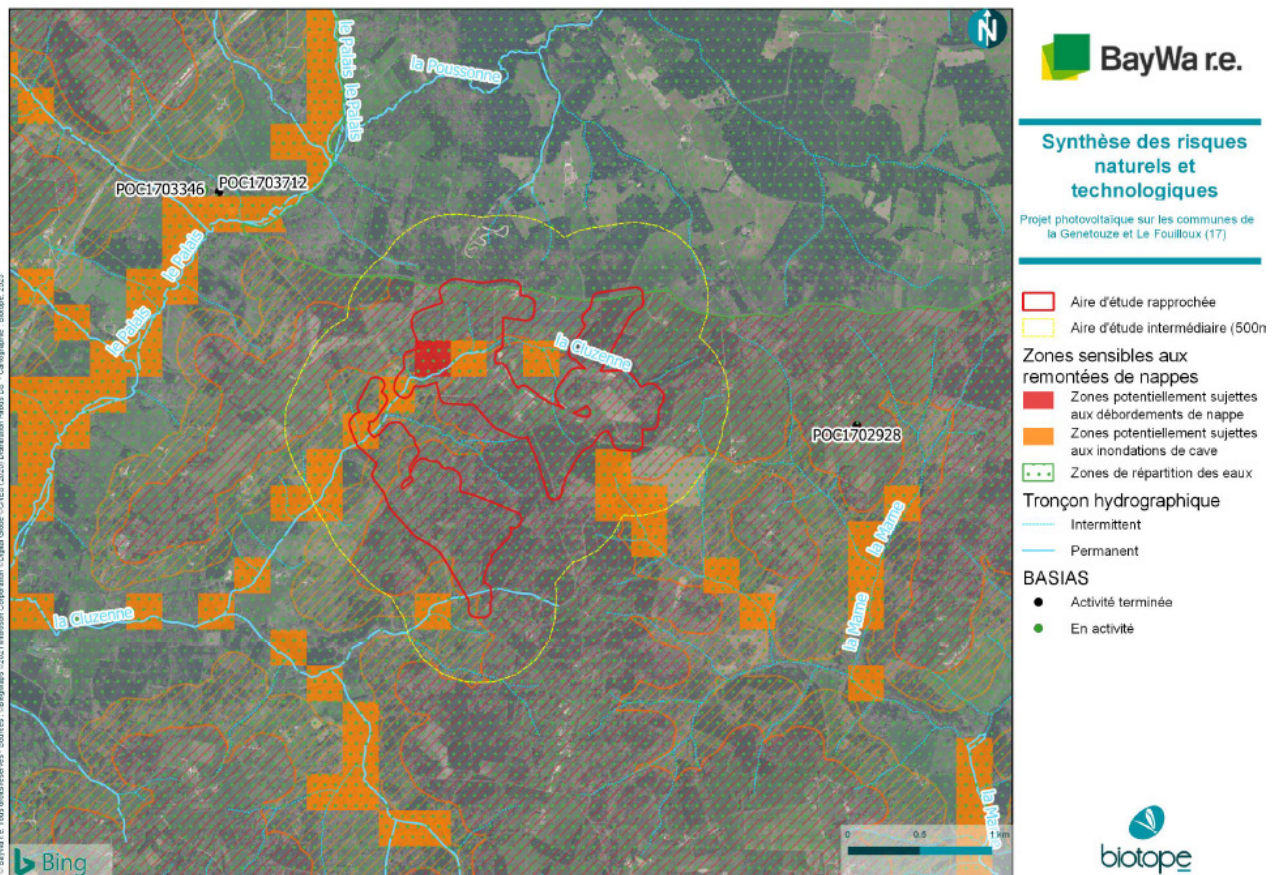 le Palais
le Palais
la Poussonne
POC1703346
POC1703712
le Palais
le Palais
la Cluzenne
POC1702928
la Mame
la Mame
la Cluzenne
la Mame
0 0.5 1 km
Bing
N
BayWa r.e.
Synthèse des risques
naturels et
technologiques
Projet photovoltaïque sur les communes de
la Genetouze et Le Fouilloux (17)
Aire d'étude rapprochée
Aire d'étude intermédiaire (500m
Zones sensibles aux
remontées de nappes
Zones potentiellement sujettes
aux débordements de nappe
Zones potentiellement sujettes
aux inondations de cave
Zones de répartition des eaux
Tronçon hydrographique
Intermittent
Permanent
BASIAS
Activité terminée
En activité
biotope